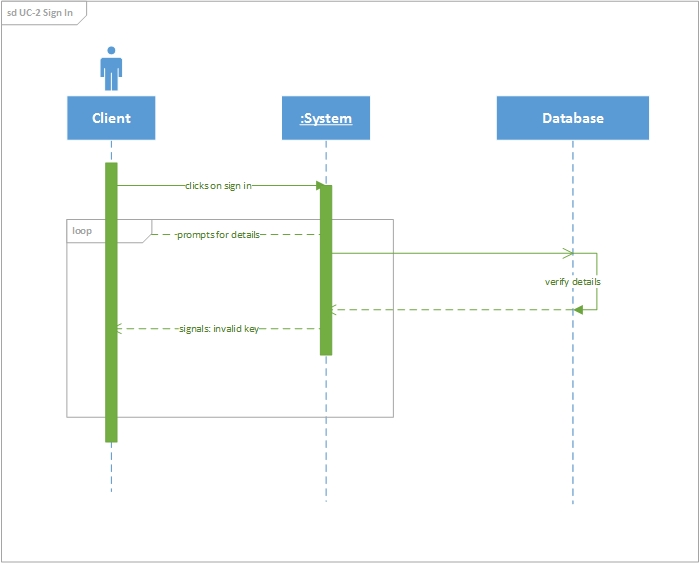 sd UC-2 Sign In
Client
:System
Database
clicks on sign in
loop
prompts for details
verify details
signals: invalid key